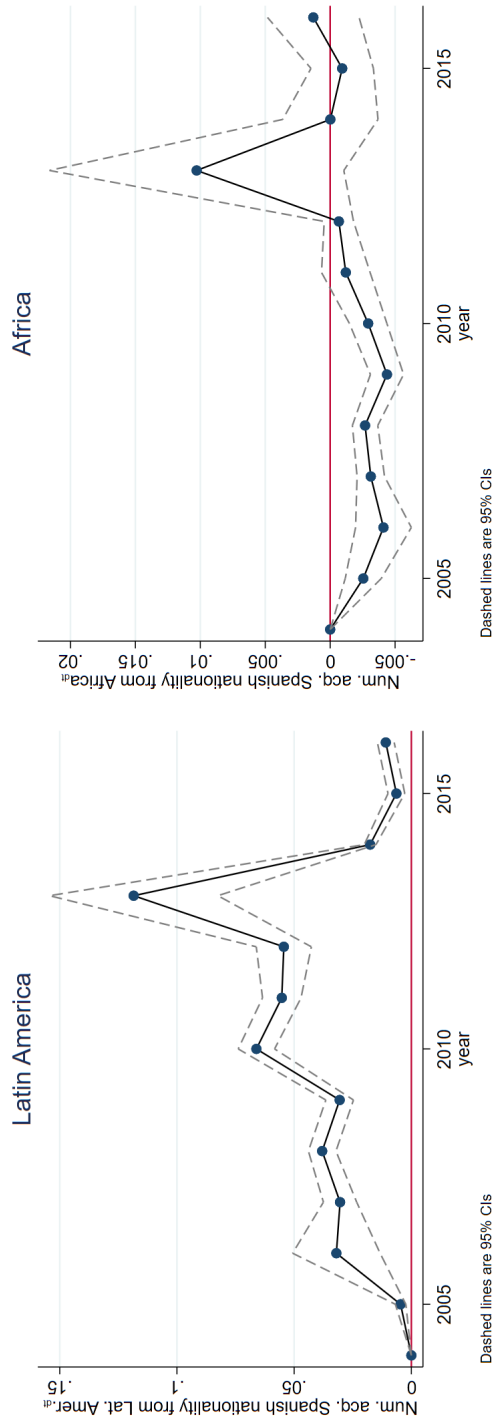 Latin America
Num. acq. Spanish nationality from Lat. Amer.dt
.15
.1
.05
0
2005
2010
2015
year
Dashed lines are 95% CIs
Africa
Num. acq. Spanish nationality from Africadt
.02
.015
.01
.005
0
-.005
2005
2010
2015
year
Dashed lines are 95% CIs